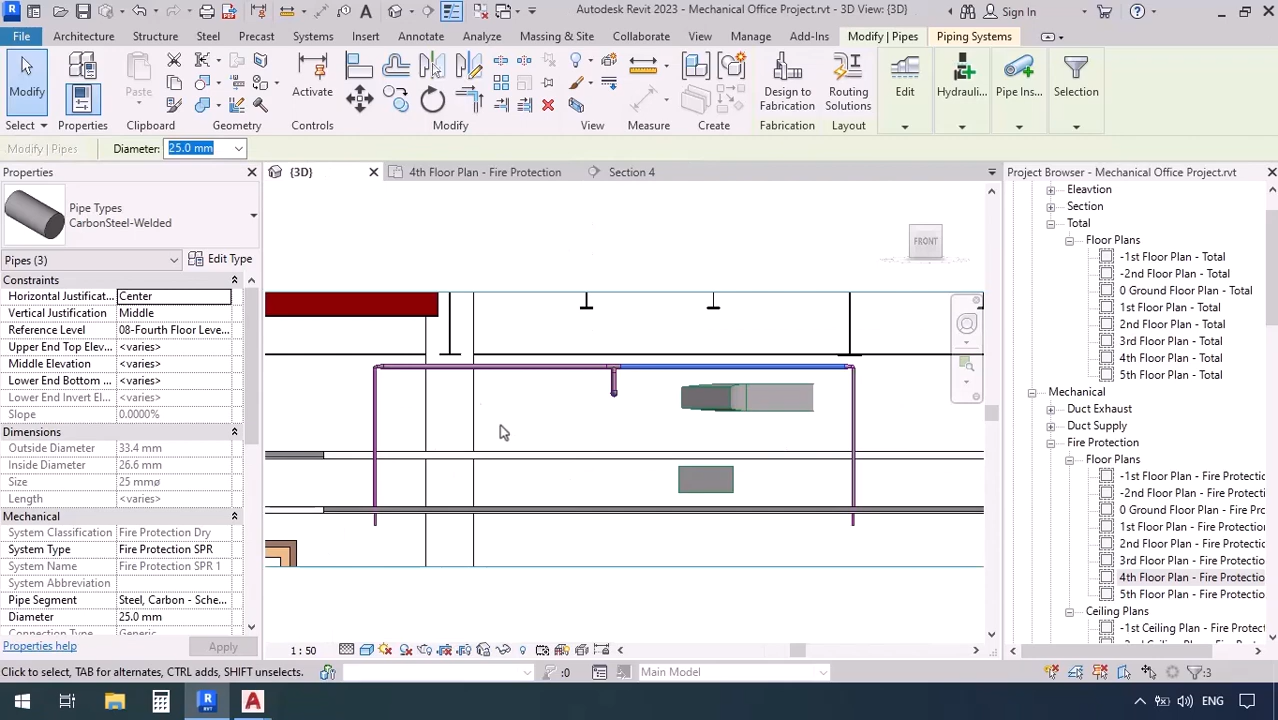 Autodesk Revit 2023 - Mechanical Office Project.rvt - 3D View: {3D}
Sign In
File
Architecture
Structure
Steel
Precast
Systems
Insert
Annotate
Analyze
Massing & Site
Collaborate
View
Manage
Add-Ins
Modify | Pipes
Piping Systems
Modify
Paste
Activate
Design to
Fabrication
Routing
Solutions
Edit
Hydrauli...
Pipe Ins...
Selection
Select
Properties
Clipboard
Geometry
Controls
Modify
View
Measure
Create
Fabrication
Layout
Modify | Pipes
Diameter:
25.0 mm
Properties
{3D}
4th Floor Plan - Fire Protection
Section 4
Project Browser - Mechanical Office Project.rvt
Pipe Types
CarbonSteel-Welded
Pipes (3)
Edit Type
Constraints
Horizontal Justificat... Center
Vertical Justification Middle
Reference Level 08-Fourth Floor Leve...
Upper End Top Elev... <varies>
Middle Elevation <varies>
Lower End Bottom ... <varies>
Lower End Invert El... <varies>
Slope 0.0000%
Dimensions
Outside Diameter 33.4 mm
Inside Diameter 26.6 mm
Size 25 mmø
Length <varies>
Mechanical
System Classification Fire Protection Dry
System Type Fire Protection SPR
System Name Fire Protection SPR 1
System Abbreviation
Pipe Segment Steel, Carbon - Sche...
Diameter 25.0 mm
Connection Type Generic
Properties help
Apply
FRONT
Eleavtion
Section
Total
Floor Plans
-1st Floor Plan - Total
-2nd Floor Plan - Total
0 Ground Floor Plan - Total
1st Floor Plan - Total
2nd Floor Plan - Total
3rd Floor Plan - Total
4th Floor Plan - Total
5th Floor Plan - Total
Mechanical
Duct Exhaust
Duct Supply
Fire Protection
Floor Plans
-1st Floor Plan - Fire Protectio
-2nd Floor Plan - Fire Protectio
0 Ground Floor Plan - Fire Prot
1st Floor Plan - Fire Protectio
2nd Floor Plan - Fire Protectio
3rd Floor Plan - Fire Protectio
4th Floor Plan - Fire Protectio
5th Floor Plan - Fire Protectio
Ceiling Plans
-1st Ceiling Plan - Fire Protect
1 : 50
Click to select, TAB for alternates, CTRL adds, SHIFT unselects.
:0
Main Model
:3
ENG